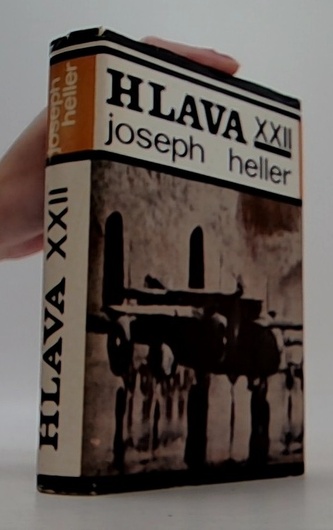 HLAVA XXII
joseph heller
joseph
heller
HLAVA XXII